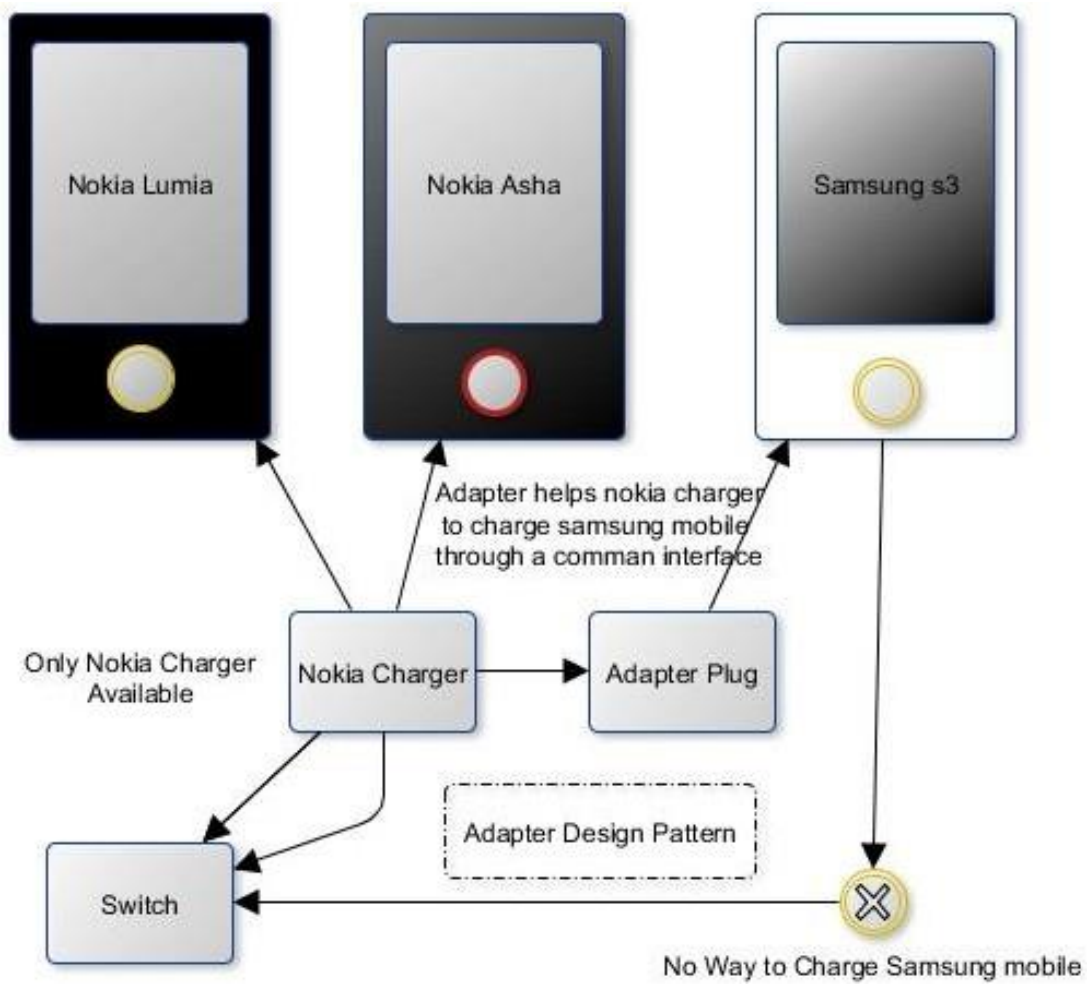 Nokia Lumia
Nokia Asha
Samsung s3
Adapter helps nokia charger
to charge samsung mobile
through a comman interface
Only Nokia Charger
Available
Nokia Charger
Adapter Plug
Adapter Design Pattern
Switch
No Way to Charge Samsung mobile